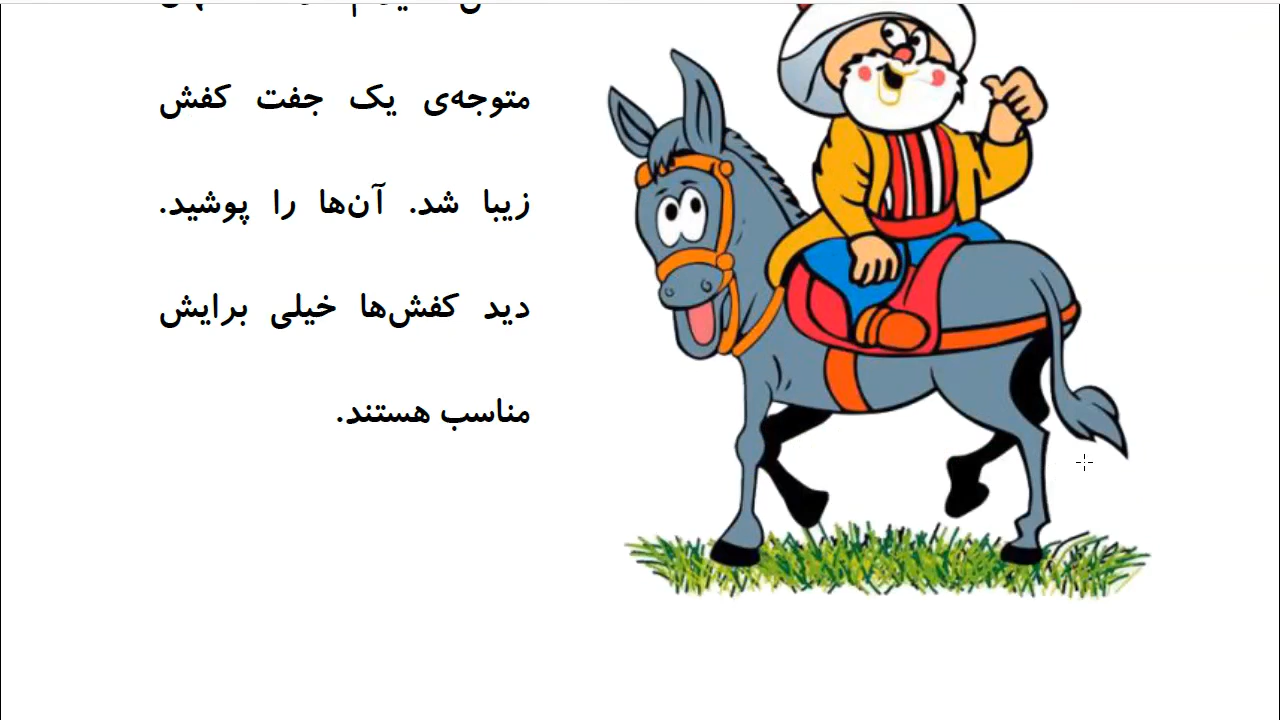 متوجه‌ی یک جفت کفش
زیبا شد. آن‌ها را پوشید.
دید کفش‌ها خیلی برایش
مناسب هستند.